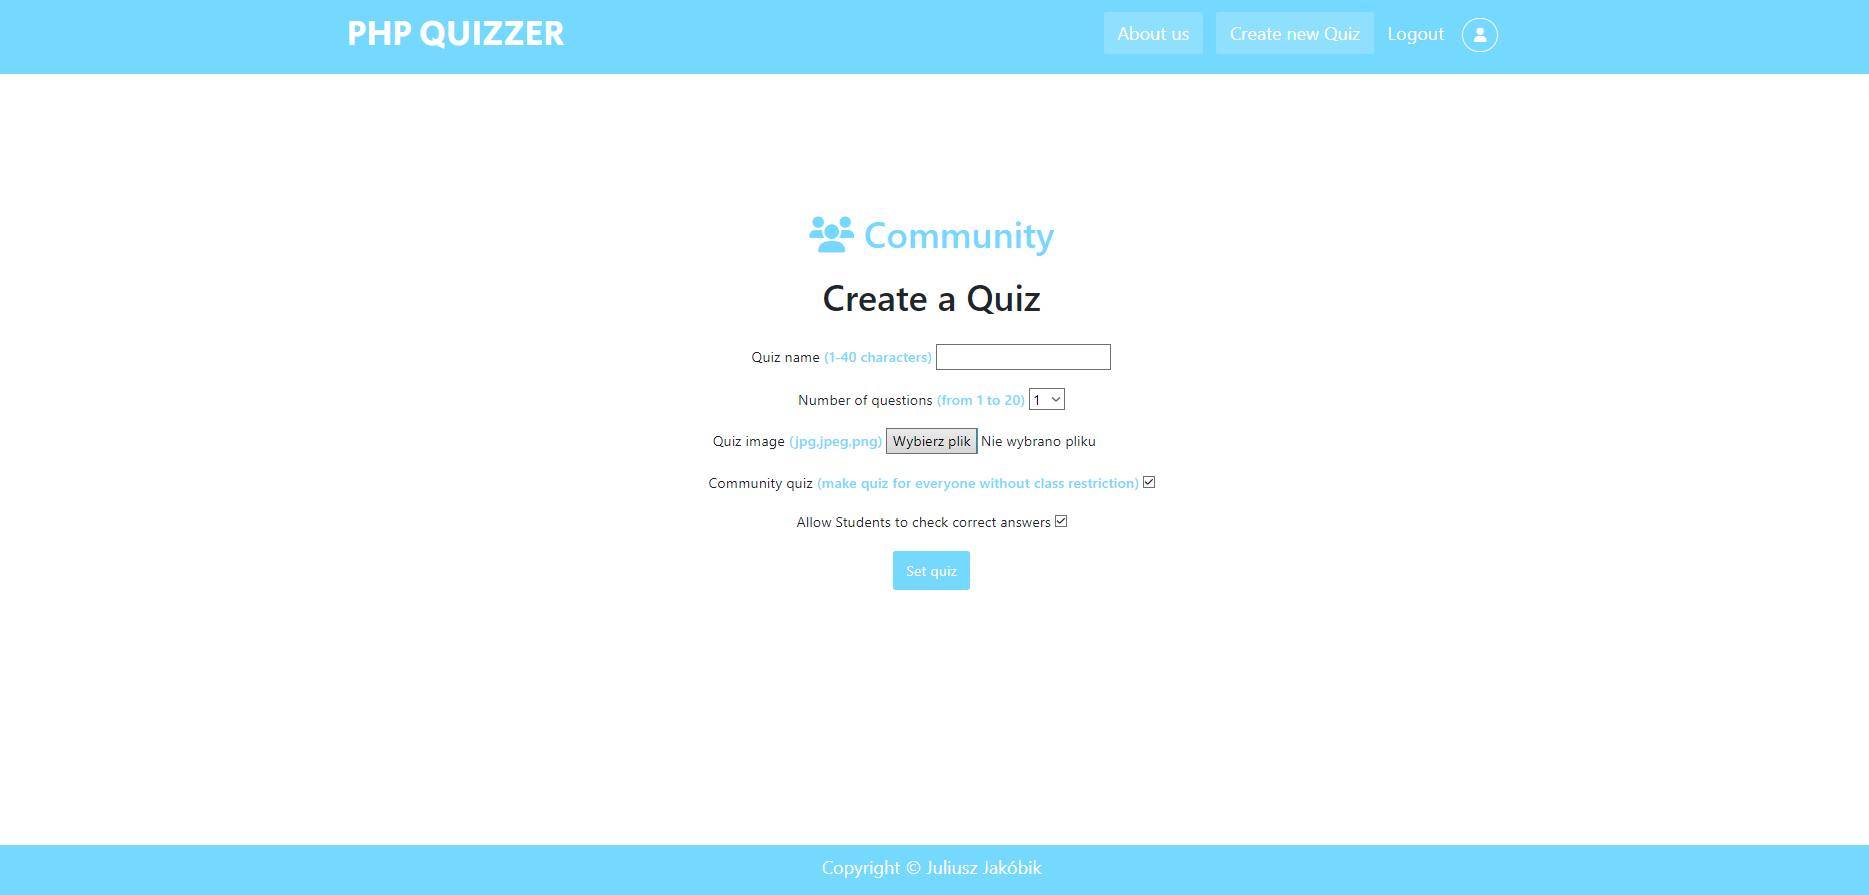 PHP QUIZZER
About us
Create new Quiz
Logout
Community
Create a Quiz
Quiz name (1-40 characters)
Number of questions (from 1 to 20) 1
Quiz image (jpg,jpeg,png) Wybierz plik Nie wybrano pliku
Community quiz (make quiz for everyone without class restriction)
Allow Students to check correct answers
Set quiz
Copyright © Juliusz Jakóbik